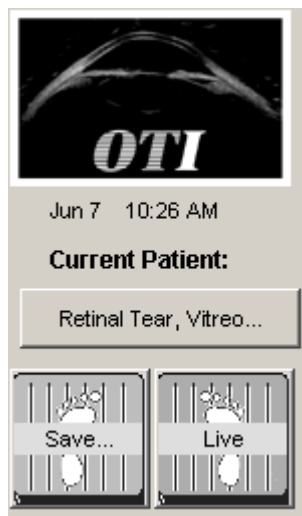 OTI
Jun 7 10:26 AM
Current Patient:
Retinal Tear, Vitreo...
Save... Live